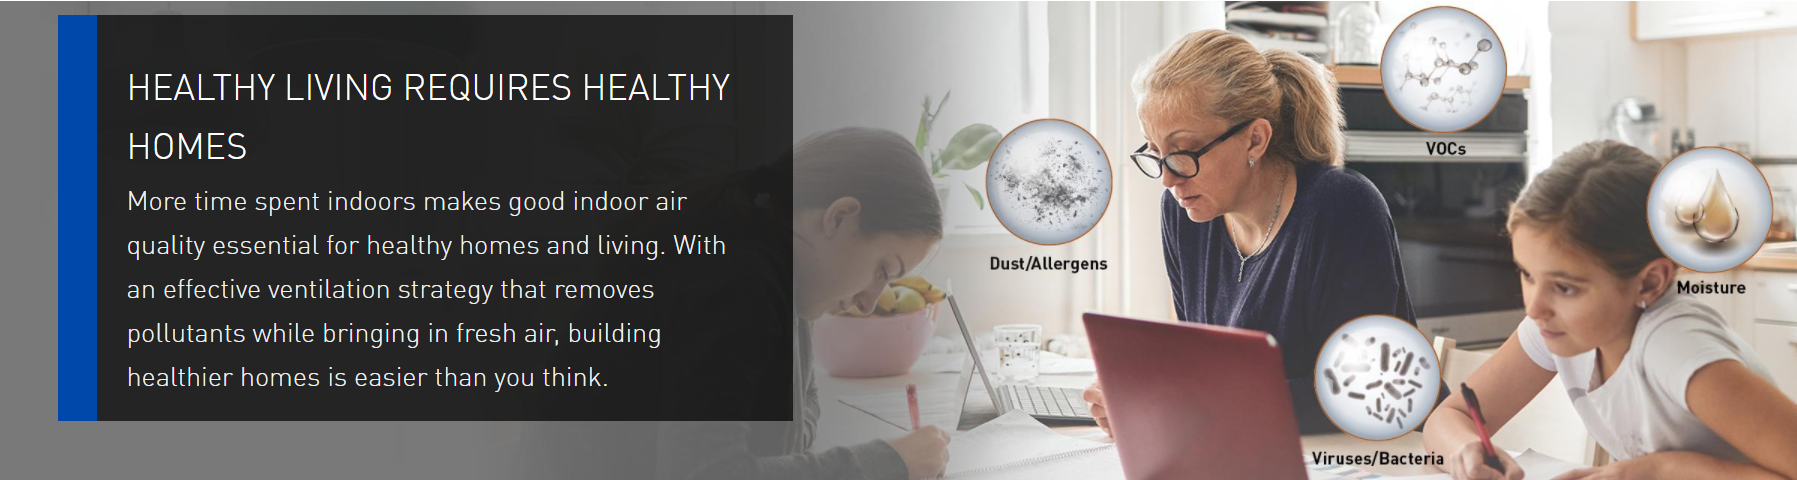 HEALTHY LIVING REQUIRES HEALTHY
HOMES
More time spent indoors makes good indoor air
quality essential for healthy homes and living. With
an effective ventilation strategy that removes
pollutants while bringing in fresh air, building
healthier homes is easier than you think.
VOCs
Dust/Allergens
Moisture
Viruses/Bacteria